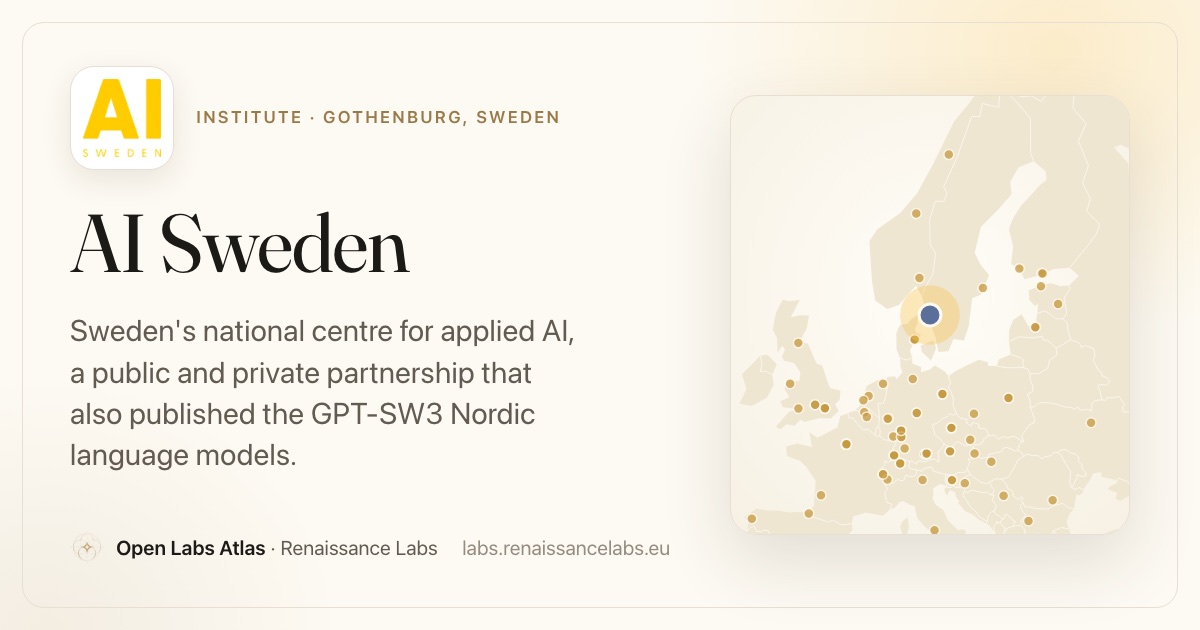 AI
SWEDEN
INSTITUTE · GOTHENBURG, SWEDEN
AI Sweden
Sweden's national centre for applied AI,
a public and private partnership that
also published the GPT-SW3 Nordic
language models.
Open Labs Atlas · Renaissance Labs labs.renaissancelabs.eu